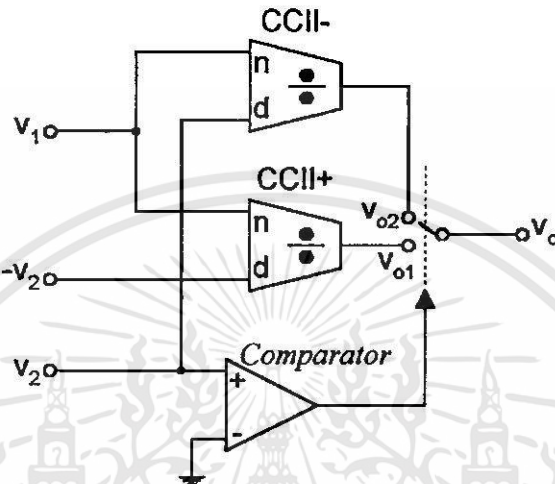 CCII-
n
÷
d
v1
CCII+
n
÷
d
vo2
vo1
vo
-v2
v2
Comparator
+
-